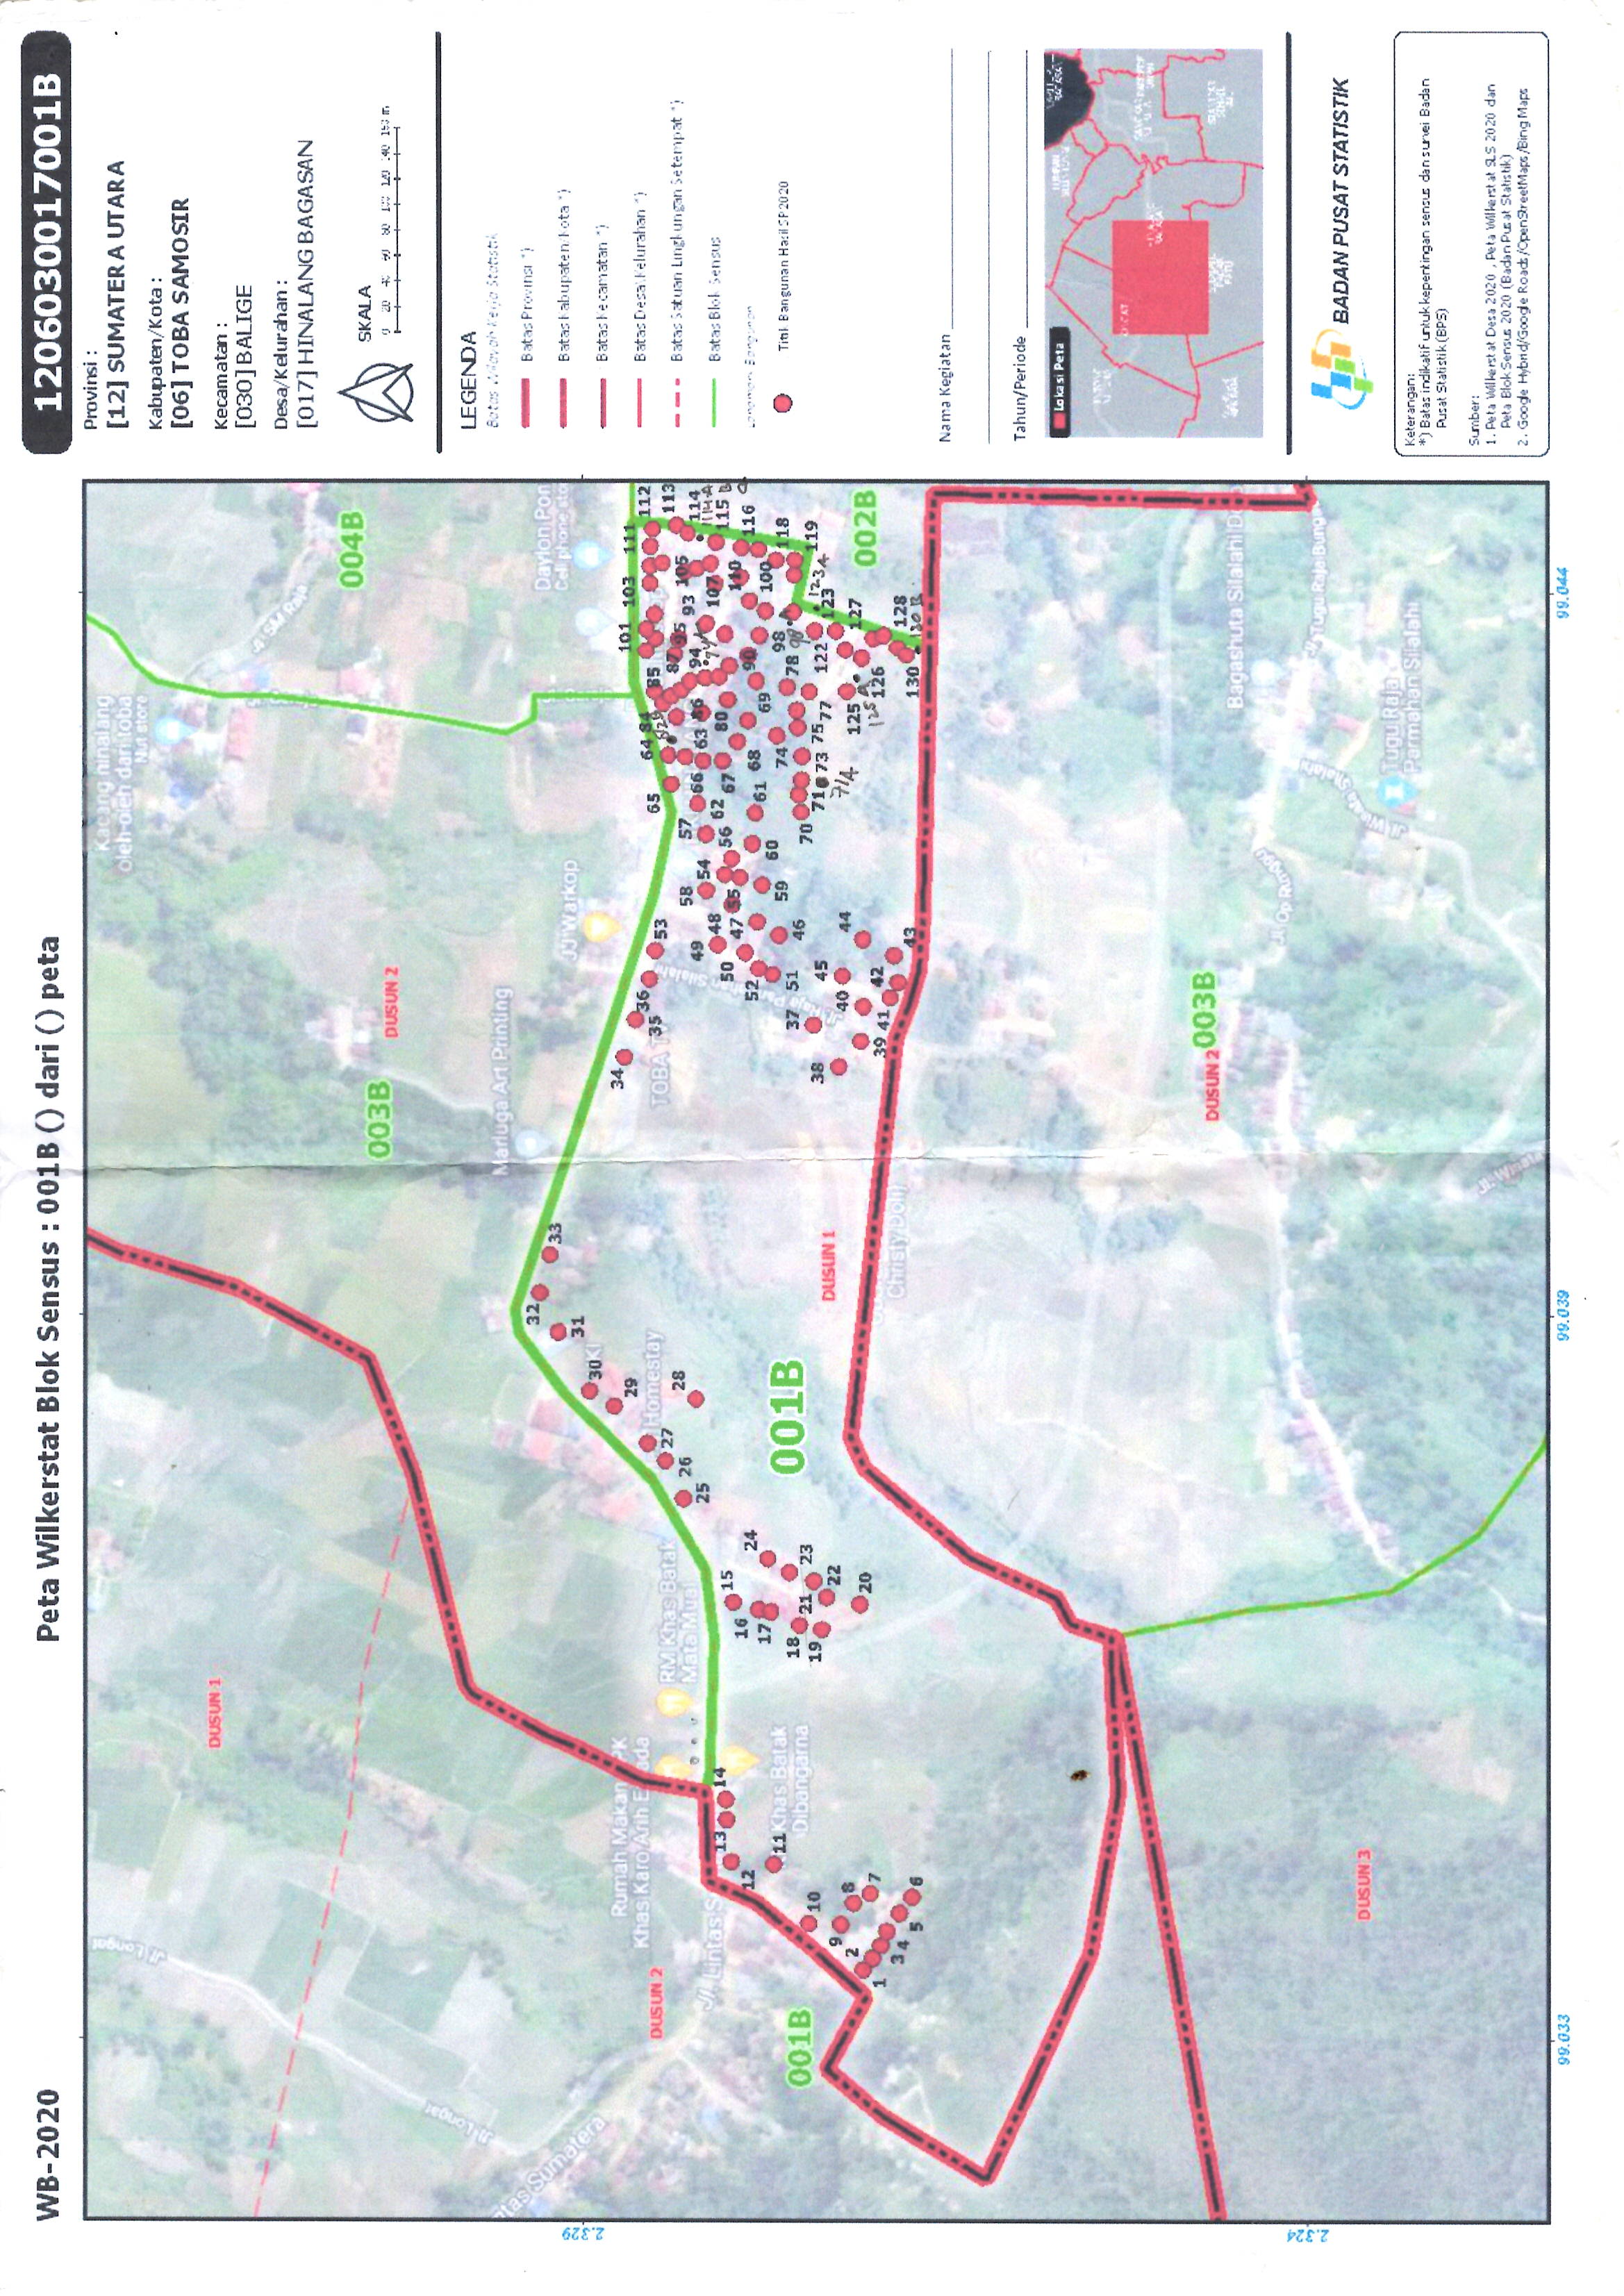 WB-2020
Peta Wilkerstat Blok Sensus : 001B () dari () peta
1206030017001B
Provinsi :
[12] SUMATERA UTARA
Kabupaten/Kota :
[06] TOBA SAMOSIR
Kecamatan :
[030] BALIGE
Desa/Kelurahan :
[017] HINALANG BAGASAN
SKALA
0 20 40 60 80 100 120 140 160 m
LEGENDA
Batas Wilayah Kerja Statistik
Batas Provinsi *)
Batas Kabupaten/Kota *)
Batas Kecamatan *)
Batas Desa/Kelurahan *)
Batas Satuan Lingkungan Setempat *)
Batas Blok Sensus
Landmark Bangunan
Titik Bangunan Hasil SP2020
Nama Kegiatan
Tahun/Periode
Lokasi Peta
BADAN PUSAT STATISTIK
Keterangan:
*) Batas indikatif untuk kepentingan sensus dan survei Badan
Pusat Statistik (BPS)
Sumber:
1. Peta Wilkerstat Desa 2020 , Peta Wilkerstat SLS 2020 dan
Peta Blok Sensus 2020 (Badan Pusat Statistik)
2. Google Hybrid/Google Roads/OpenStreetMaps/Bing Maps
Jl Longat
DUSUN 1
Kacang ninalang
oleh-oleh dari toba
Nut store
Jl SM Raja
004B
003B
DUSUN 2
Jl Longat
Marluga Art Printing
Daylon Pon
Cell phone sto
JJ Warkop
2.329
Rumah Makan
Khas Karo Arih E
DUSUN 2
RM Khas Batak
Mata Mual
Homestay
TOBA T
Jl. Lintas S
Khas Batak
Dibangarna
001B
001B
DUSUN 1
Christy Doli
002B
32
33
31
30
29
27
26
28
25
34
36
35
53
65
64
84
85
101
103
111
112
113
114
114 A
115
116
118
119
13
14
12
11
10
9
8
7
2
1
3
4
5
6
15
16
17
24
18
21
23
19
22
20
49
58
57
54
66
63
86
87
95
94
93
105
107
50
48
47
55
56
62
67
80
90
110
52
51
46
59
60
61
68
69
74
98
100
78
37
38
45
40
44
39
41
42
43
70
71
73
75
77
71A
122
123
123A
125
126
127
128
130
130 B
DUSUN 2
003B
Bagashuta Silalahi D
Jl Op Runggu
Jl Tugu Raja Bung
Jl Wisata Silalahi
2.324
DUSUN 3
Tugu Raja
Parmahan Silalahi
99.033
99.039
99.044